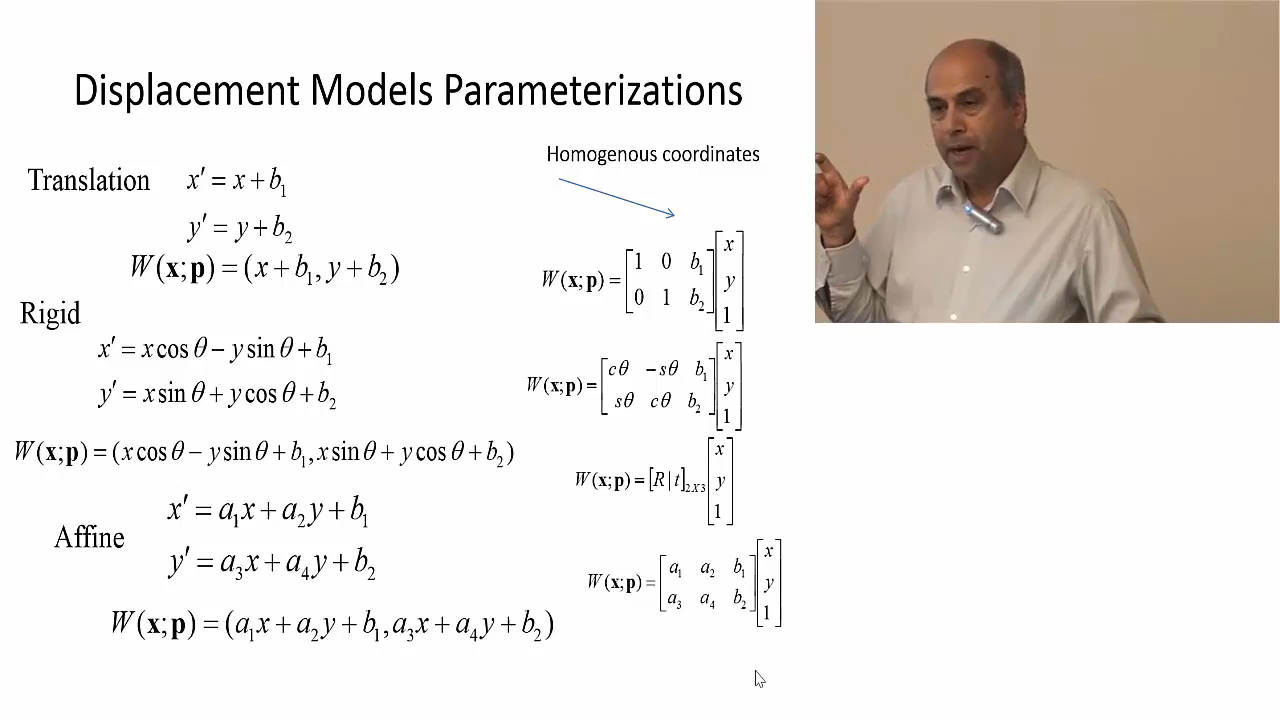 Displacement Models Parameterizations
Homogenous coordinates
Translation x′ = x + b₁
y′ = y + b₂
W(x;p) = (x + b₁, y + b₂)
W(x;p) = [1 0 b₁; 0 1 b₂] [x; y; 1]
Rigid
x′ = x cos θ − y sin θ + b₁
y′ = x sin θ + y cos θ + b₂
W(x;p) = [cθ −sθ b₁; sθ cθ b₂] [x; y; 1]
W(x;p) = (x cos θ − y sin θ + b₁, x sin θ + y cos θ + b₂)
W(x;p) = [R | t]₂ₓ₃ [x; y; 1]
Affine
x′ = a₁x + a₂y + b₁
y′ = a₃x + a₄y + b₂
W(x;p) = [a₁ a₂ b₁; a₃ a₄ b₂] [x; y; 1]
W(x;p) = (a₁x + a₂y + b₁, a₃x + a₄y + b₂)